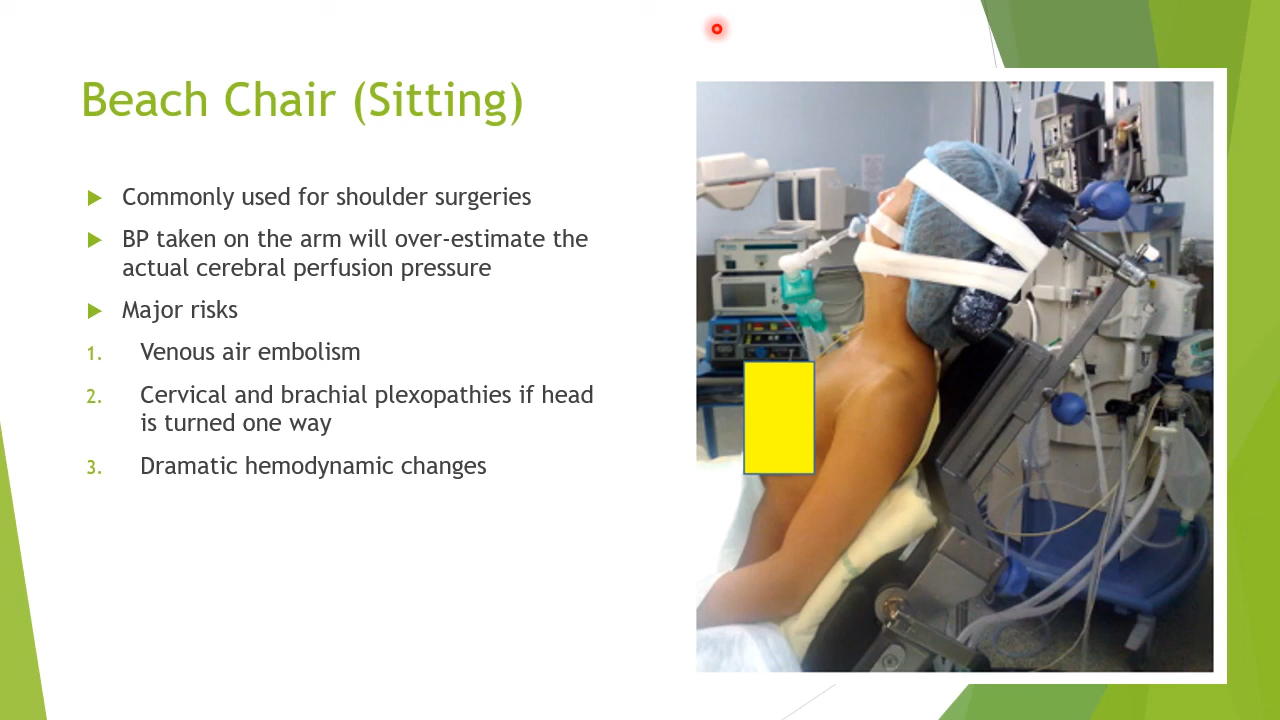 Beach Chair (Sitting)
Commonly used for shoulder surgeries
BP taken on the arm will over-estimate the
actual cerebral perfusion pressure
Major risks
1. Venous air embolism
2. Cervical and brachial plexopathies if head
is turned one way
3. Dramatic hemodynamic changes